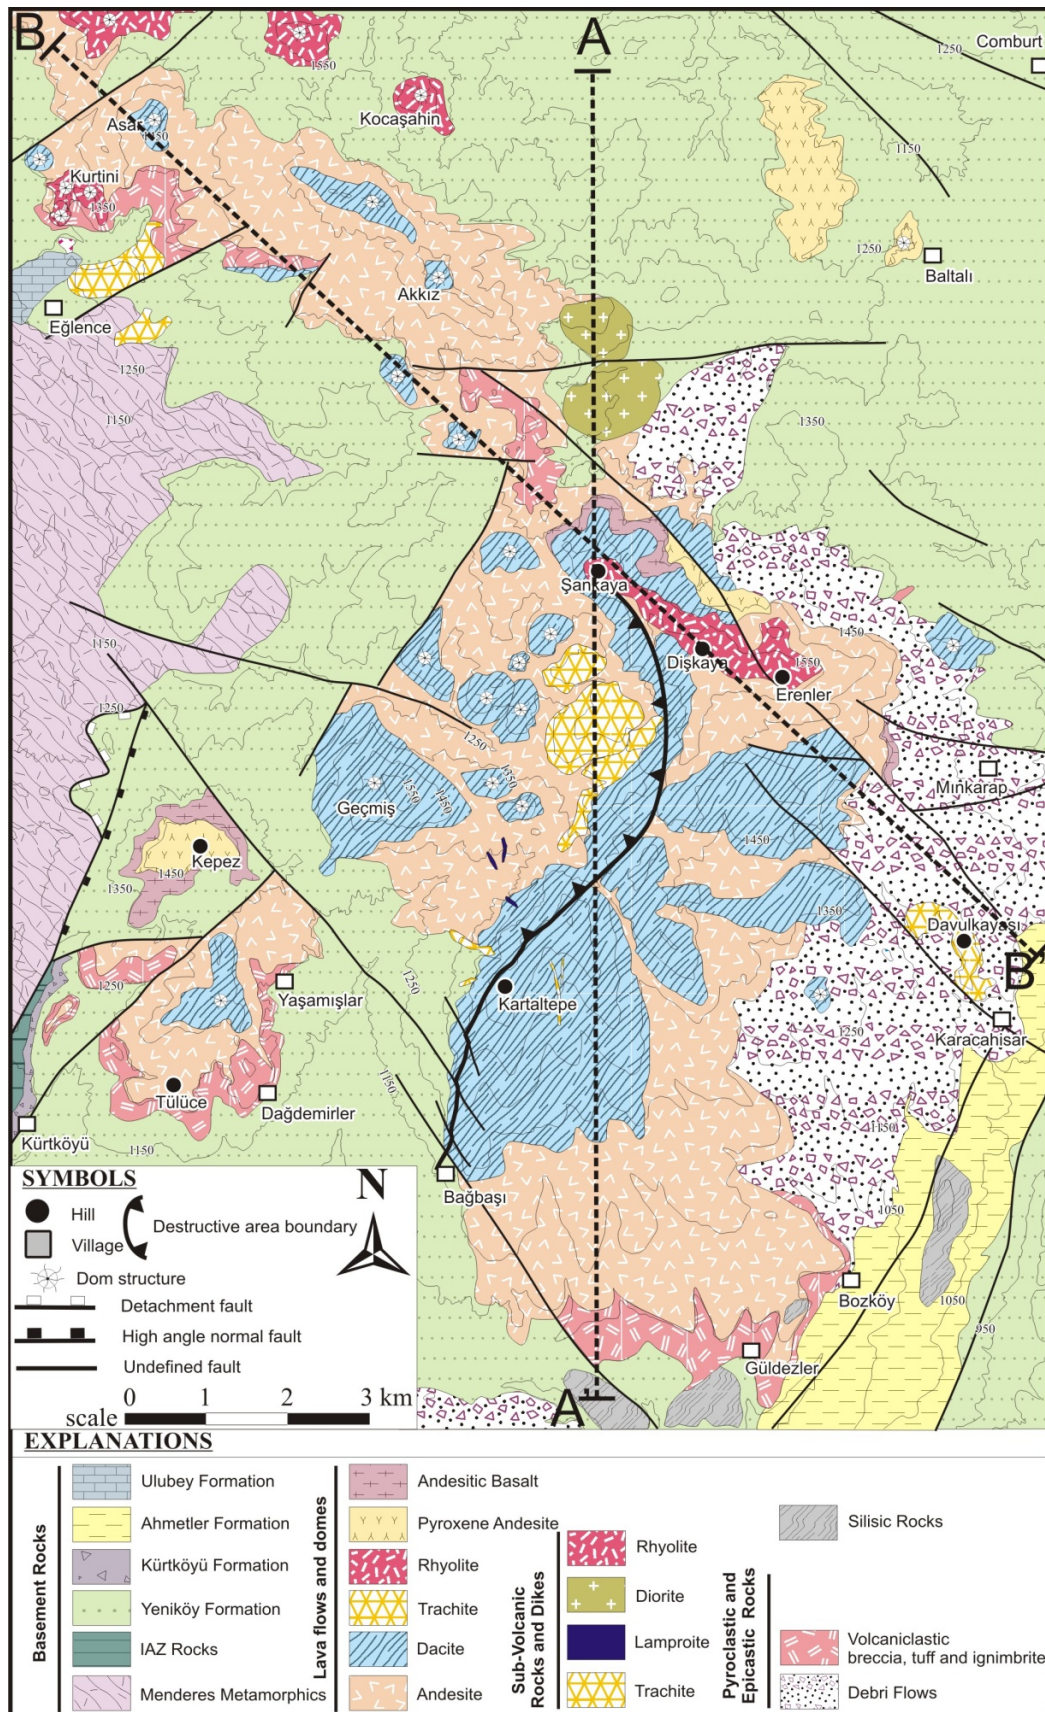 B
A
1250
Comburt
1550
Kocaşahin
Asar
1350
1150
Kurtini
1350
1250
Baltalı
Akkız
Eğlence
1250
1150
1350
Şankaya
1150
1450
Dişkaya
1550
Erenler
1250
1250
1350
Minkarap
Geçmiş
1550
1450
Kepez
1450
1350
1450
1350
Davulkayası
B'
1250
1250
Yaşamışlar
Kartaltepe
1250
Karacahisar
Tülüce
1150
Dağdemirler
Kürtköyü
1150
1150
Bağbaşı
1050
Bozköy
1050
950
Güldezler
A'
SYMBOLS
N
Hill
Village
Destructive area boundary
Dom structure
Detachment fault
High angle normal fault
Undefined fault
0 1 2 3 km
scale
EXPLANATIONS
Basement Rocks
Ulubey Formation
Ahmetler Formation
Kürtköyü Formation
Yeniköy Formation
IAZ Rocks
Menderes Metamorphics
Lava flows and domes
Andesitic Basalt
Pyroxene Andesite
Rhyolite
Trachite
Dacite
Andesite
Sub-Volcanic
Rocks and Dikes
Rhyolite
Diorite
Lamproite
Trachite
Pyroclastic and
Epicastic Rocks
Silisic Rocks
Volcaniclastic
breccia, tuff and ignimbrite
Debri Flows